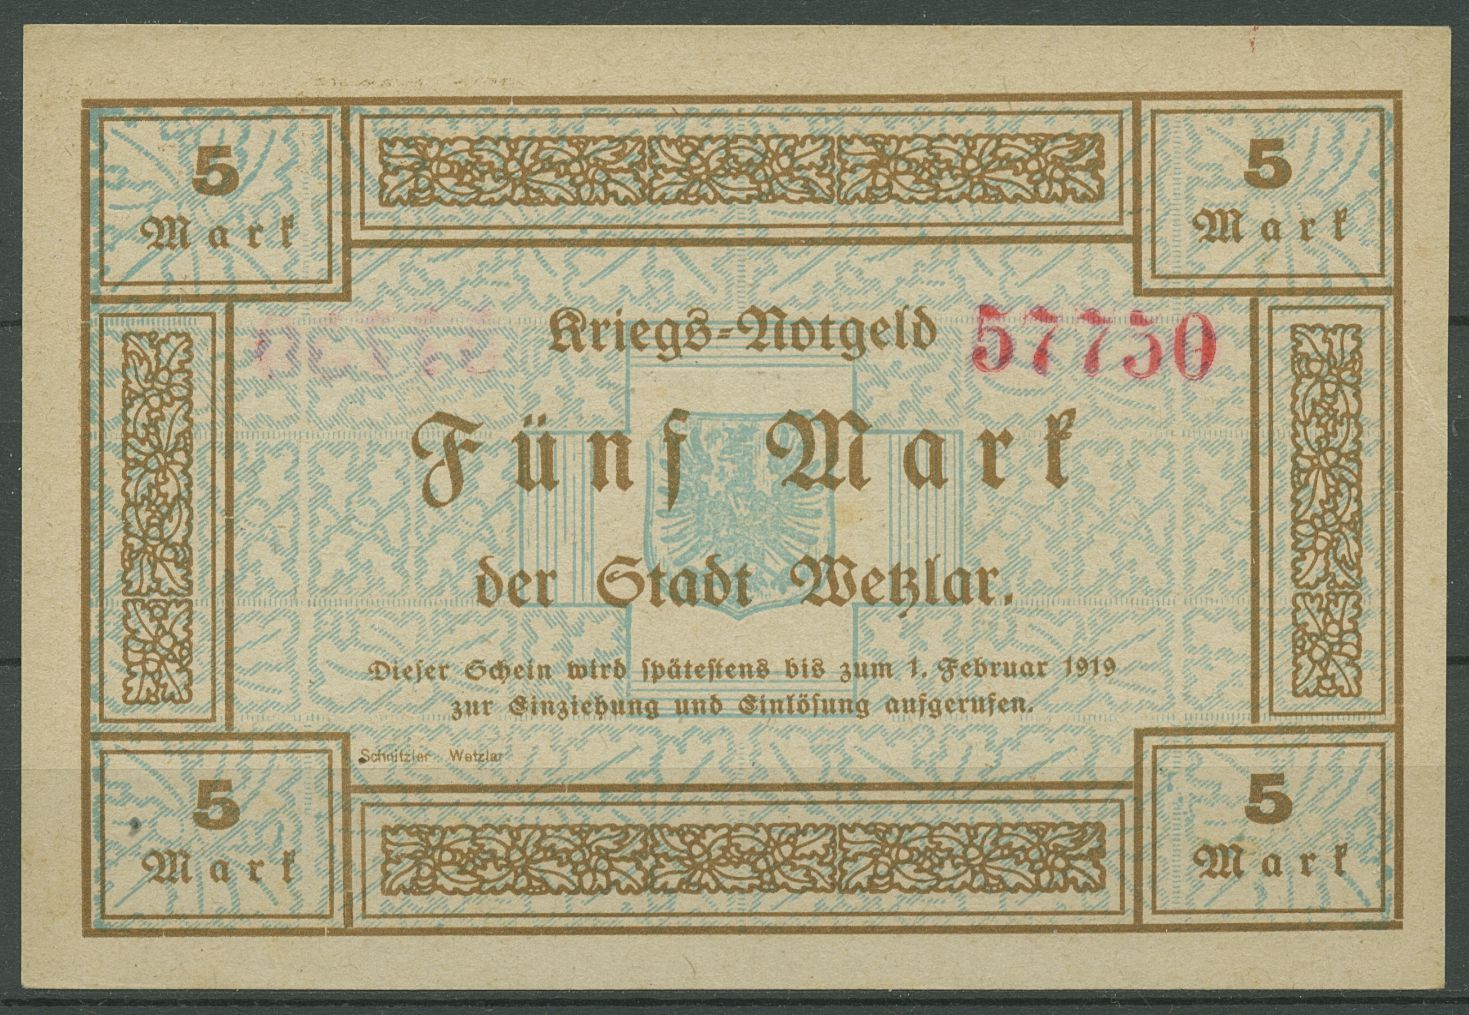 5
Mark
5
Mark
Kriegs-Notgeld 57750
Fünf Mark
der Stadt Wetzlar.
Dieser Schein wird spätestens bis zum 1. Februar 1919
zur Einziehung und Einlösung aufgerufen.
Schnitzler Wetzlar
5
Mark
5
Mark